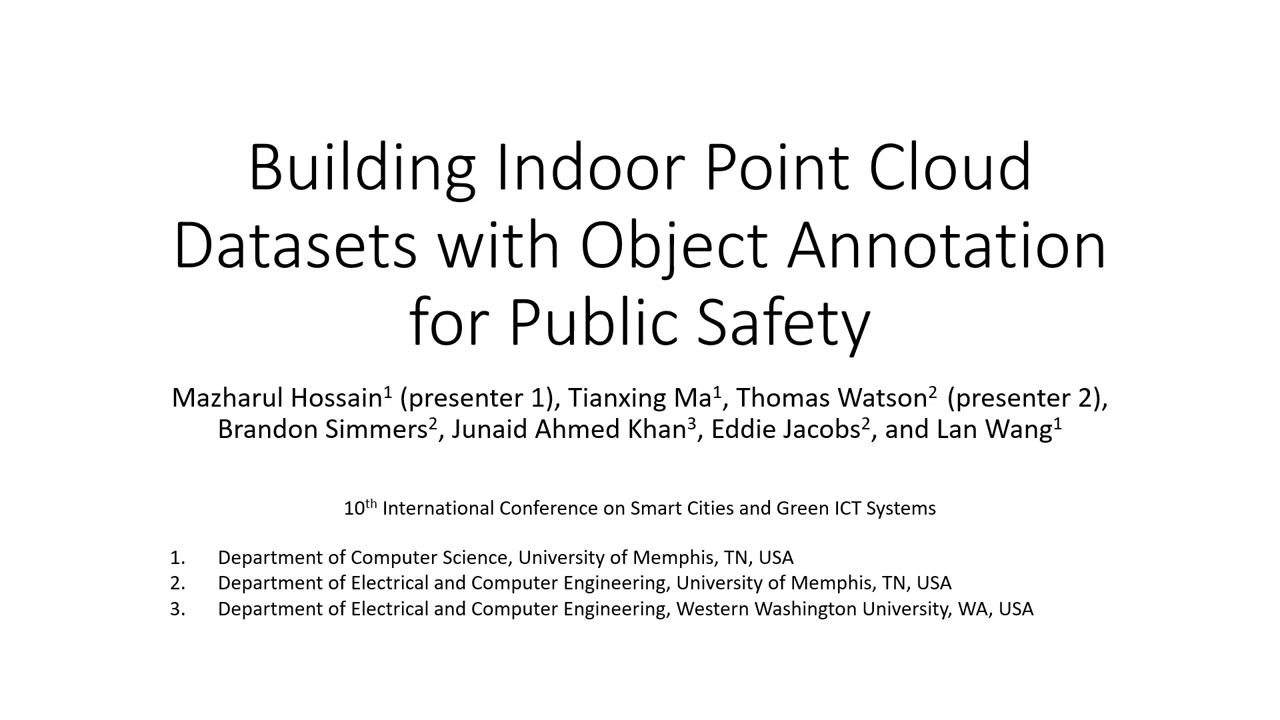 Building Indoor Point Cloud
Datasets with Object Annotation
for Public Safety
Mazharul Hossain¹ (presenter 1), Tianxing Ma¹, Thomas Watson² (presenter 2),
Brandon Simmers², Junaid Ahmed Khan³, Eddie Jacobs², and Lan Wang¹
10th International Conference on Smart Cities and Green ICT Systems
1. Department of Computer Science, University of Memphis, TN, USA
2. Department of Electrical and Computer Engineering, University of Memphis, TN, USA
3. Department of Electrical and Computer Engineering, Western Washington University, WA, USA